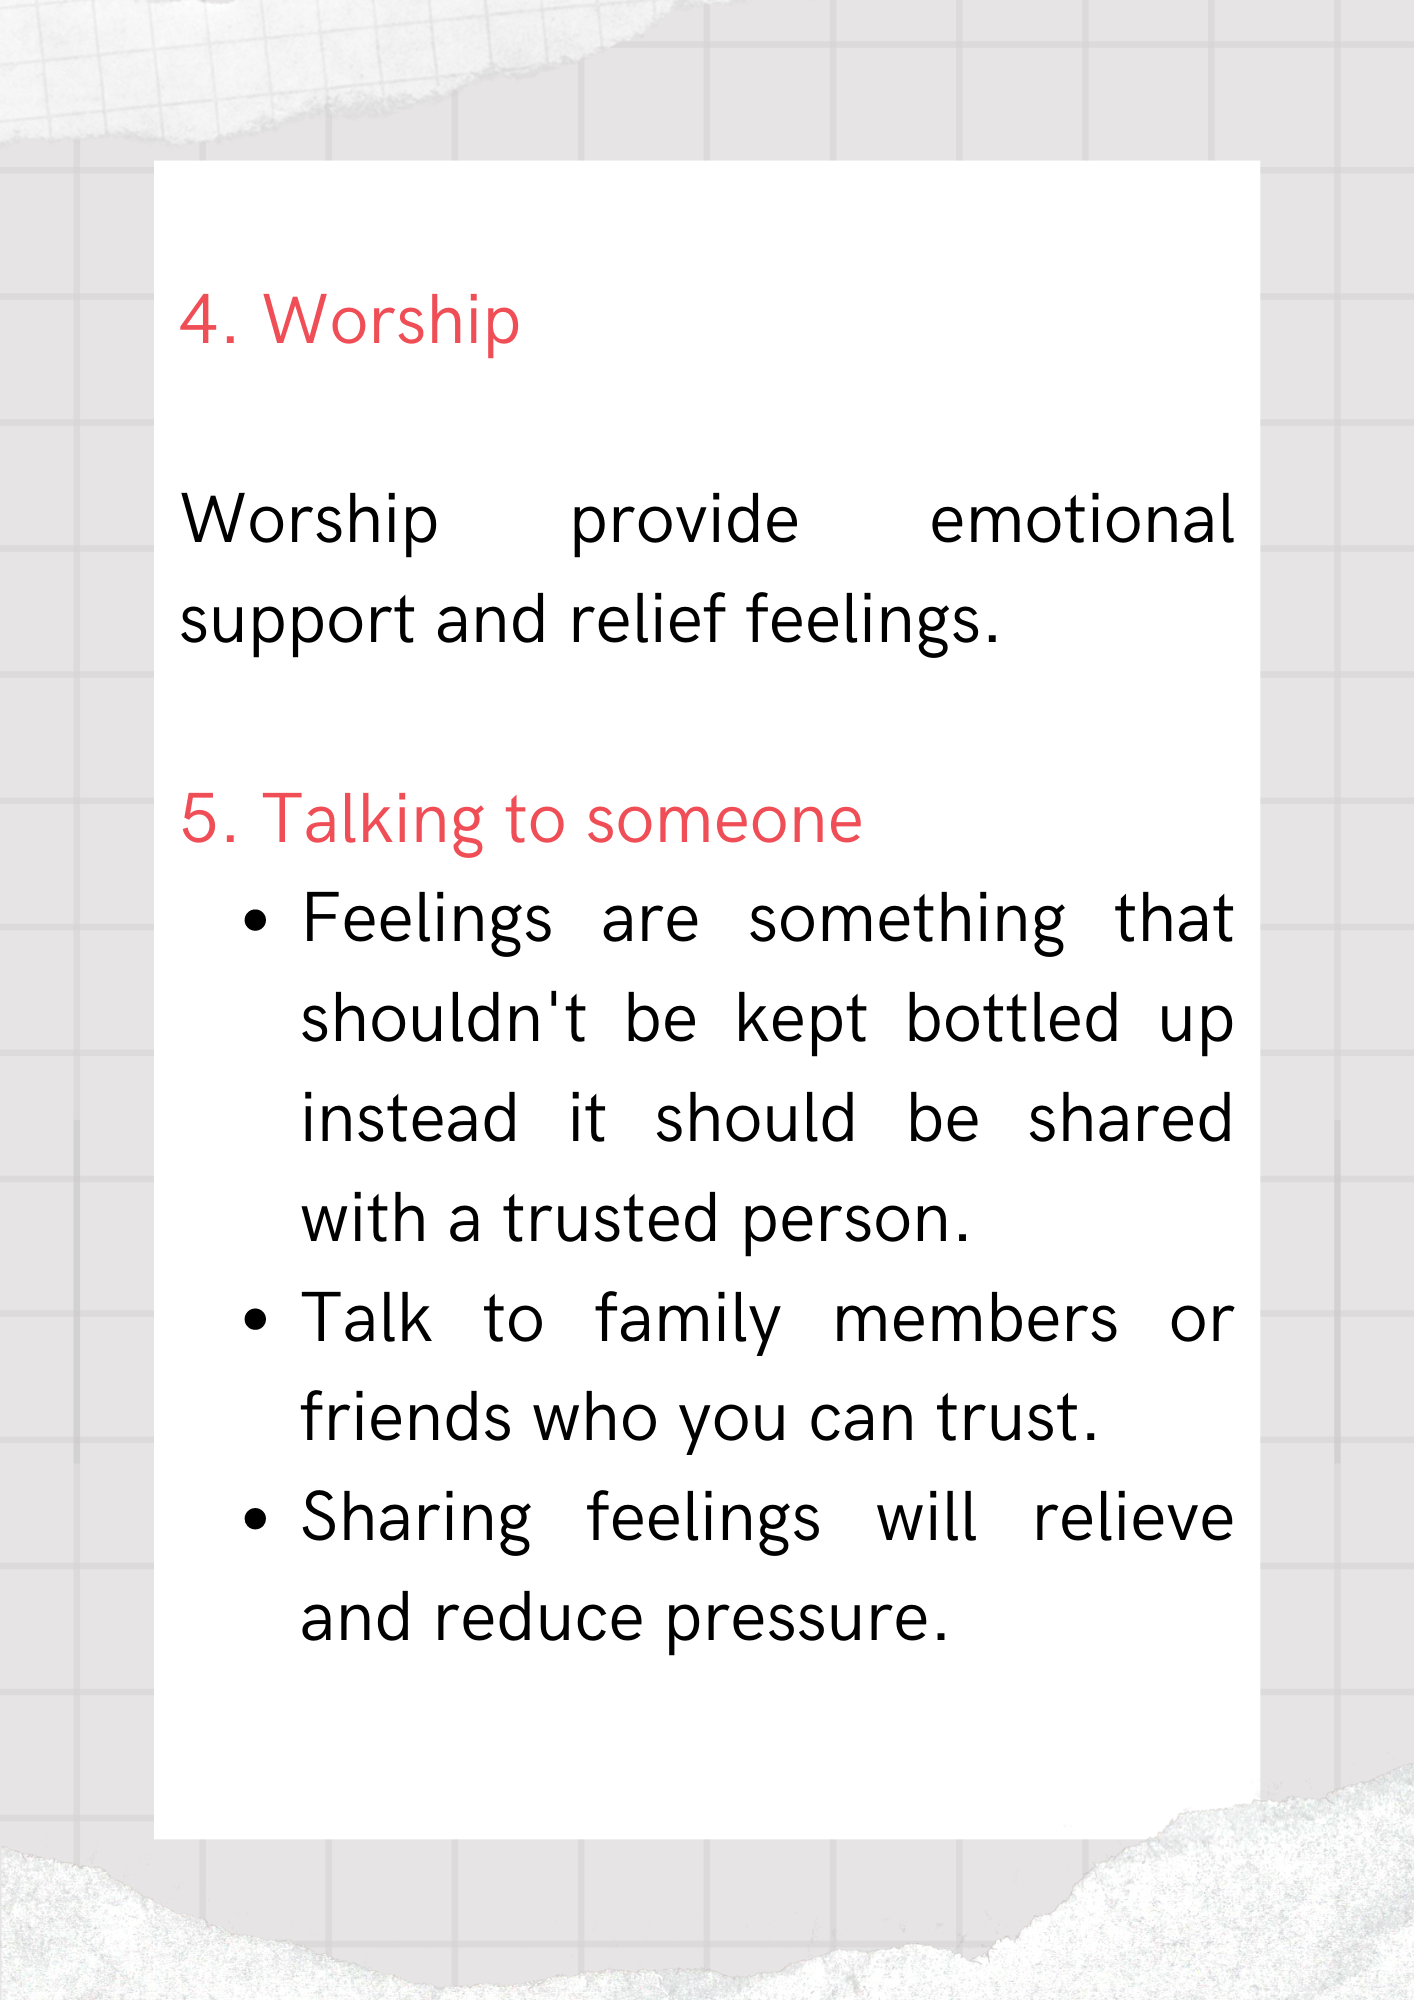 4. Worship
Worship provide emotional
support and relief feelings.
5. Talking to someone
• Feelings are something that
shouldn't be kept bottled up
instead it should be shared
with a trusted person.
• Talk to family members or
friends who you can trust.
• Sharing feelings will relieve
and reduce pressure.